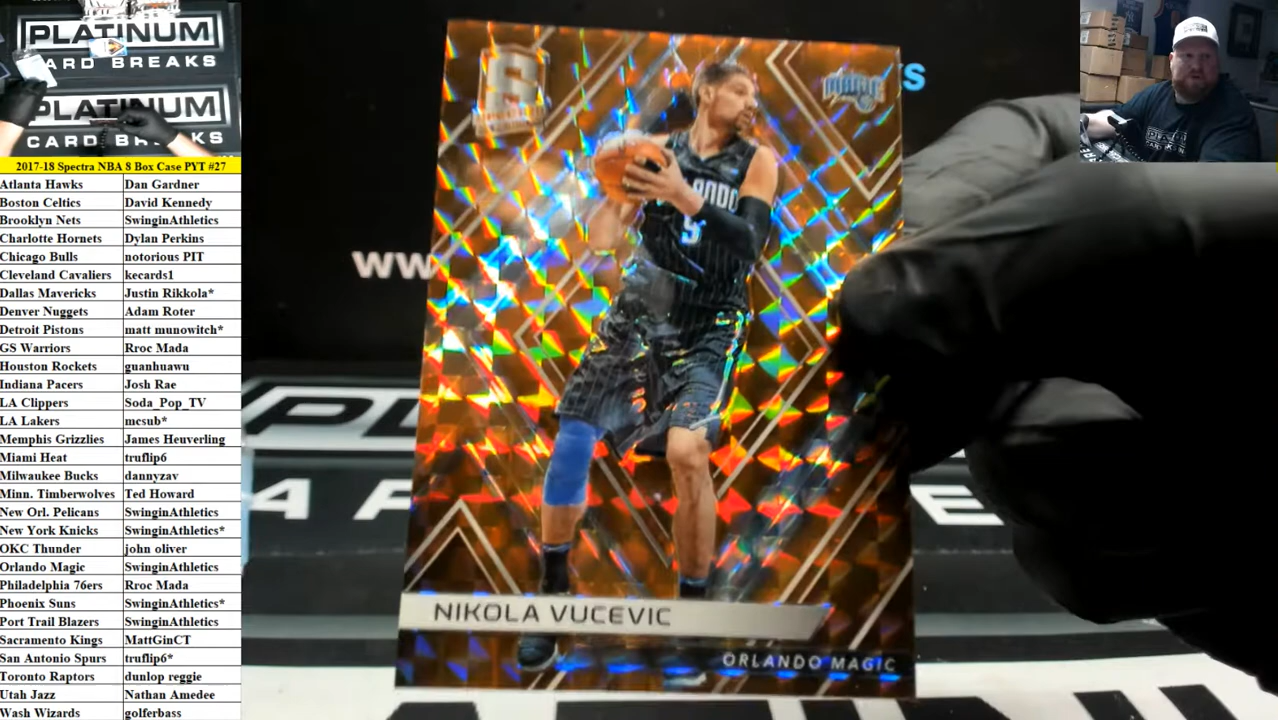 PLATINUM
CARD BREAKS
PLATINUM
CARD BREAKS
2017-18 Spectra NBA 8 Box Case PYT #27
Atlanta Hawks Dan Gardner
Boston Celtics David Kennedy
Brooklyn Nets SwinginAthletics
Charlotte Hornets Dylan Perkins
Chicago Bulls notorious PIT
Cleveland Cavaliers kecards1
Dallas Mavericks Justin Rikkola*
Denver Nuggets Adam Roter
Detroit Pistons matt munowitch*
GS Warriors Rroc Mada
Houston Rockets guanhuawu
Indiana Pacers Josh Rae
LA Clippers Soda_Pop_TV
LA Lakers mcsub*
Memphis Grizzlies James Heuverling
Miami Heat truflip6
Milwaukee Bucks dannyzav
Minn. Timberwolves Ted Howard
New Orl. Pelicans SwinginAthletics
New York Knicks SwinginAthletics*
OKC Thunder john oliver
Orlando Magic SwinginAthletics
Philadelphia 76ers Rroc Mada
Phoenix Suns SwinginAthletics*
Port Trail Blazers SwinginAthletics
Sacramento Kings MattGinCT
San Antonio Spurs truflip6*
Toronto Raptors dunlop reggie
Utah Jazz Nathan Amedee
Wash Wizards golferbass
MAGIC
9
NIKOLA VUCEVIC
ORLANDO MAGIC